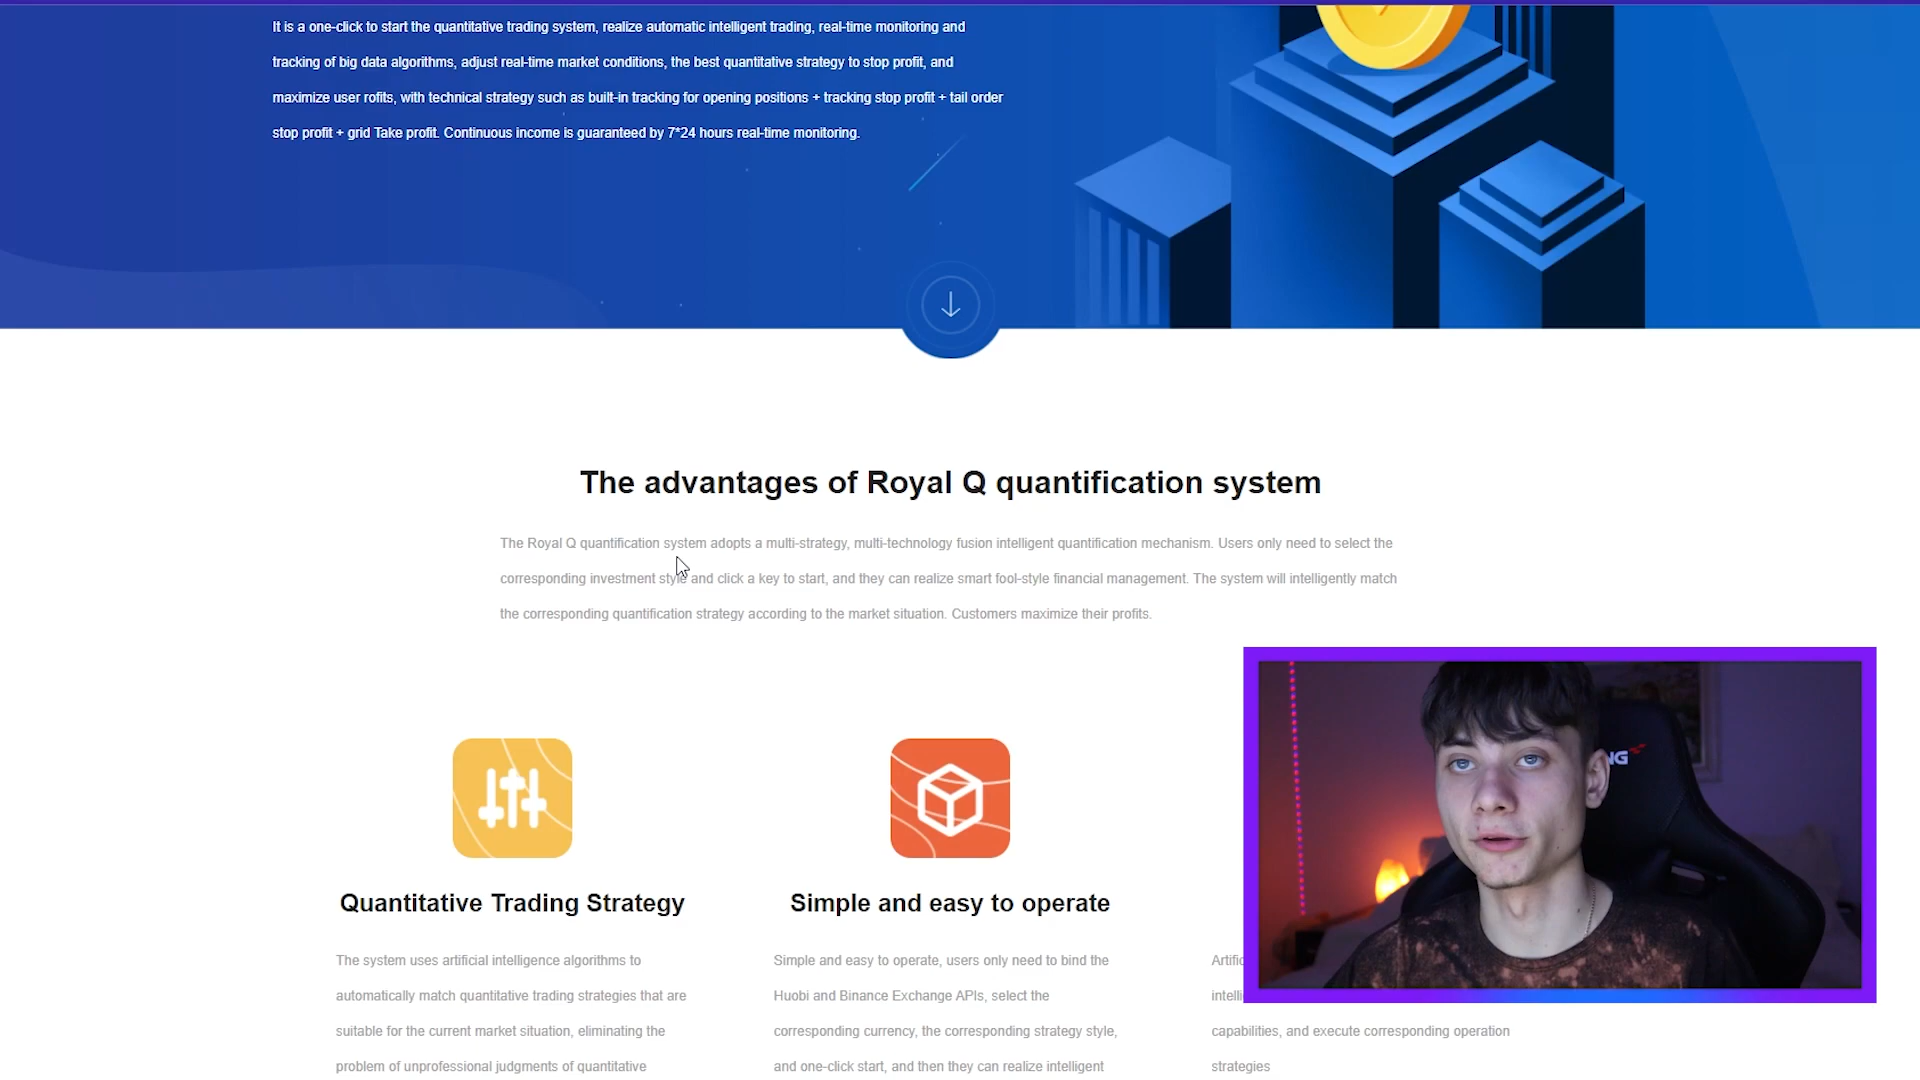 It is a one-click to start the quantitative trading system, realize automatic intelligent trading, real-time monitoring and
tracking of big data algorithms, adjust real-time market conditions, the best quantitative strategy to stop profit, and
maximize user rofits, with technical strategy such as built-in tracking for opening positions + tracking stop profit + tail order
stop profit + grid Take profit. Continuous income is guaranteed by 7*24 hours real-time monitoring.
The advantages of Royal Q quantification system
The Royal Q quantification system adopts a multi-strategy, multi-technology fusion intelligent quantification mechanism. Users only need to select the
corresponding investment style and click a key to start, and they can realize smart fool-style financial management. The system will intelligently match
the corresponding quantification strategy according to the market situation. Customers maximize their profits.
Quantitative Trading Strategy
The system uses artificial intelligence algorithms to
automatically match quantitative trading strategies that are
suitable for the current market situation, eliminating the
problem of unprofessional judgments of quantitative
Simple and easy to operate
Simple and easy to operate, users only need to bind the
Huobi and Binance Exchange APIs, select the
corresponding currency, the corresponding strategy style,
and one-click start, and then they can realize intelligent
capabilities, and execute corresponding operation
strategies